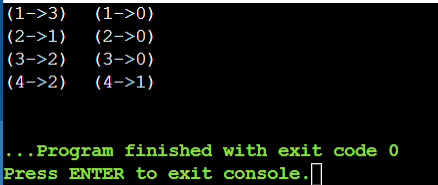 (1->3)  (1->0)
(2->1)  (2->0)
(3->2)  (3->0)
(4->2)  (4->1)
...Program finished with exit code 0
Press ENTER to exit console.